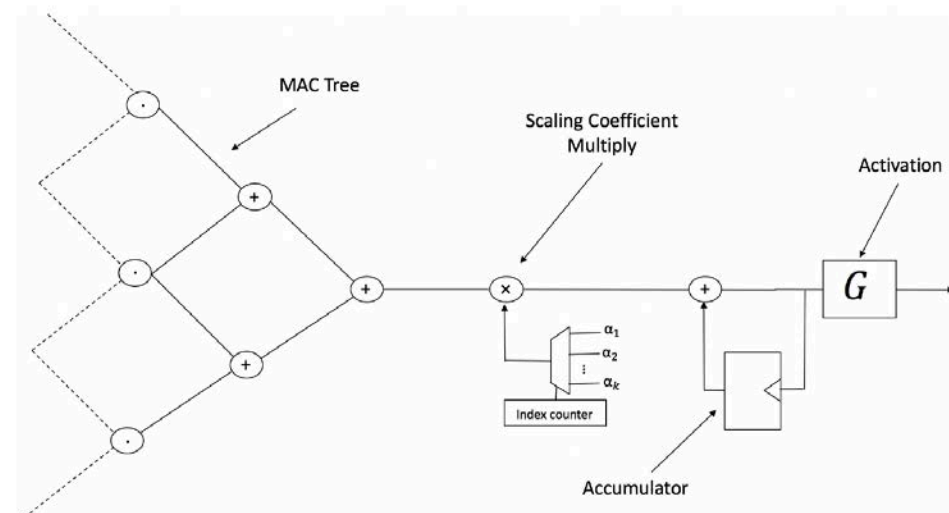 MAC Tree
Scaling Coefficient
Multiply
Activation
·
+
·
+
+
·
×
+
G
α₁
α₂
⋮
αₖ
Index counter
Accumulator